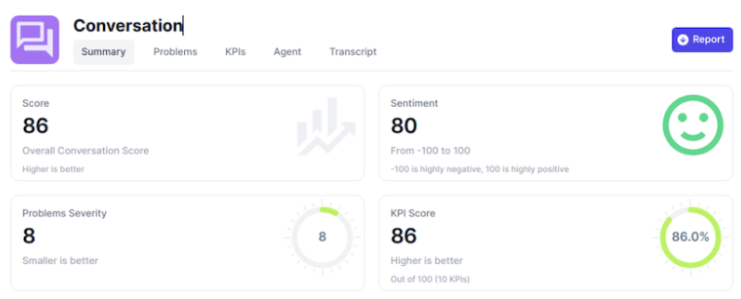 Conversation
Summary Problems KPIs Agent Transcript
Report
Score
86
Overall Conversation Score
Higher is better
Sentiment
80
From -100 to 100
-100 is highly negative, 100 is highly positive
Problems Severity
8
Smaller is better
8
KPI Score
86
Higher is better
Out of 100 (10 KPIs)
86.0%